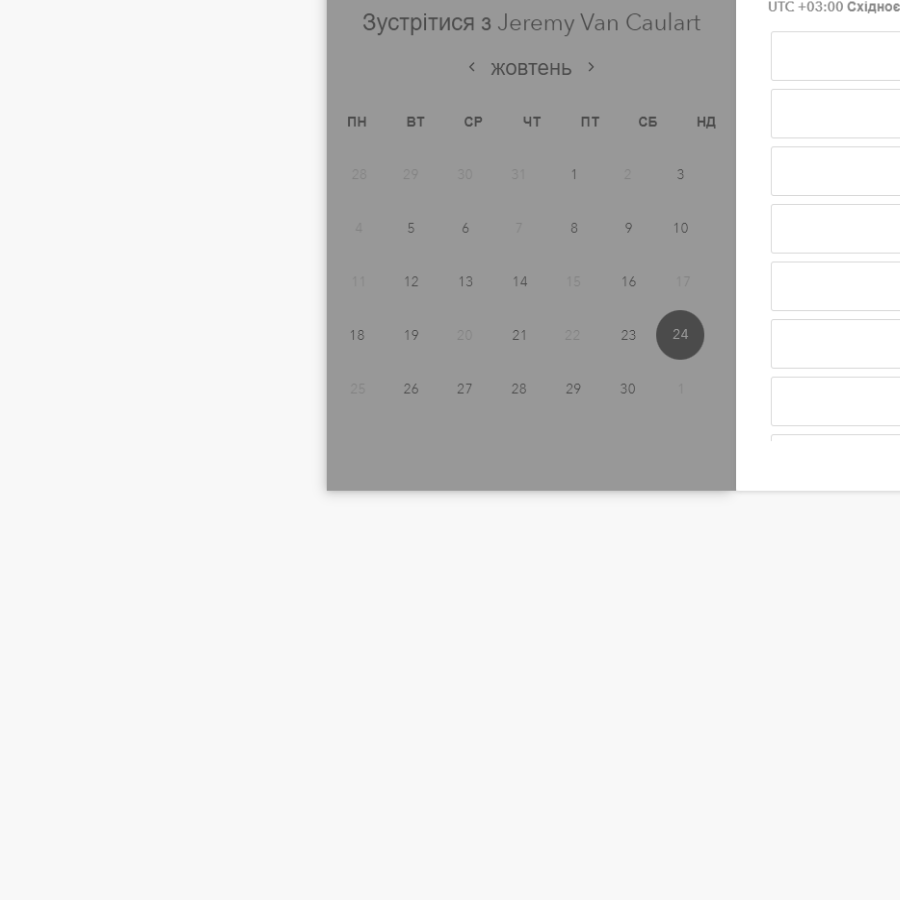 Зустрітися з Jeremy Van Caulart
жовтень
ПН ВТ СР ЧТ ПТ СБ НД
28 29 30 31 1 2 3
4 5 6 7 8 9 10
11 12 13 14 15 16 17
18 19 20 21 22 23 24
25 26 27 28 29 30 1
UTC +03:00 Східноє